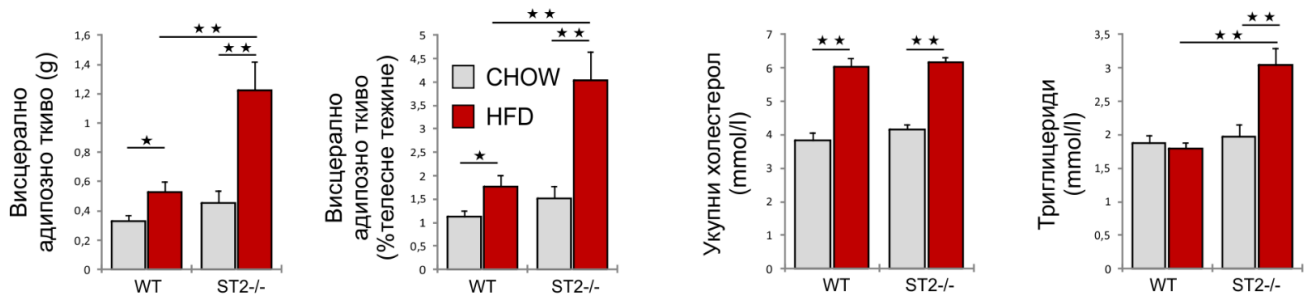 Висцерално
адипозно ткиво (g)
1,6
1,4
1,2
1
0,8
0,6
0,4
0,2
0
★
★ ★
★ ★
WT
ST2-/-
Висцерално
адипозно ткиво
(%телесне тежине)
5
4,5
4
3,5
3
2,5
2
1,5
1
0,5
0
★
★ ★
★ ★
CHOW
HFD
WT
ST2-/-
Укупни холестерол
(mmol/l)
7
6
5
4
3
2
1
0
★ ★
★ ★
WT
ST2-/-
Триглицериди
(mmol/l)
3,5
3
2,5
2
1,5
1
0,5
0
★ ★
★ ★
WT
ST2-/-